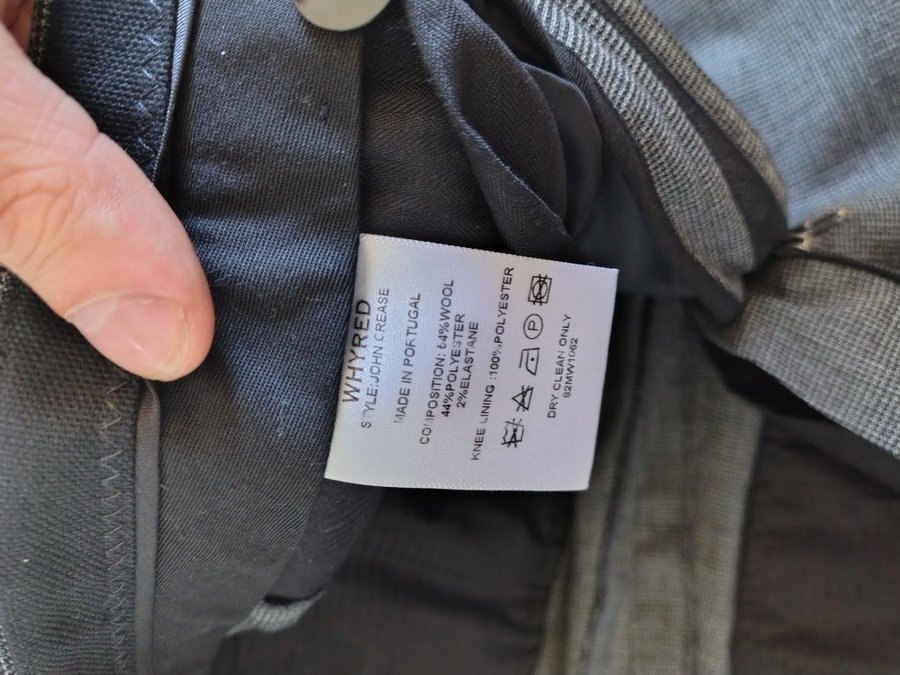 WHYRED
STYLE:JOHN CREASE
MADE IN PORTUGAL
COMPOSITION: 54%WOOL
44%POLYESTER
2%ELASTANE
KNEE LINING :100%POLYESTER
P
DRY CLEAN ONLY
82MW1062